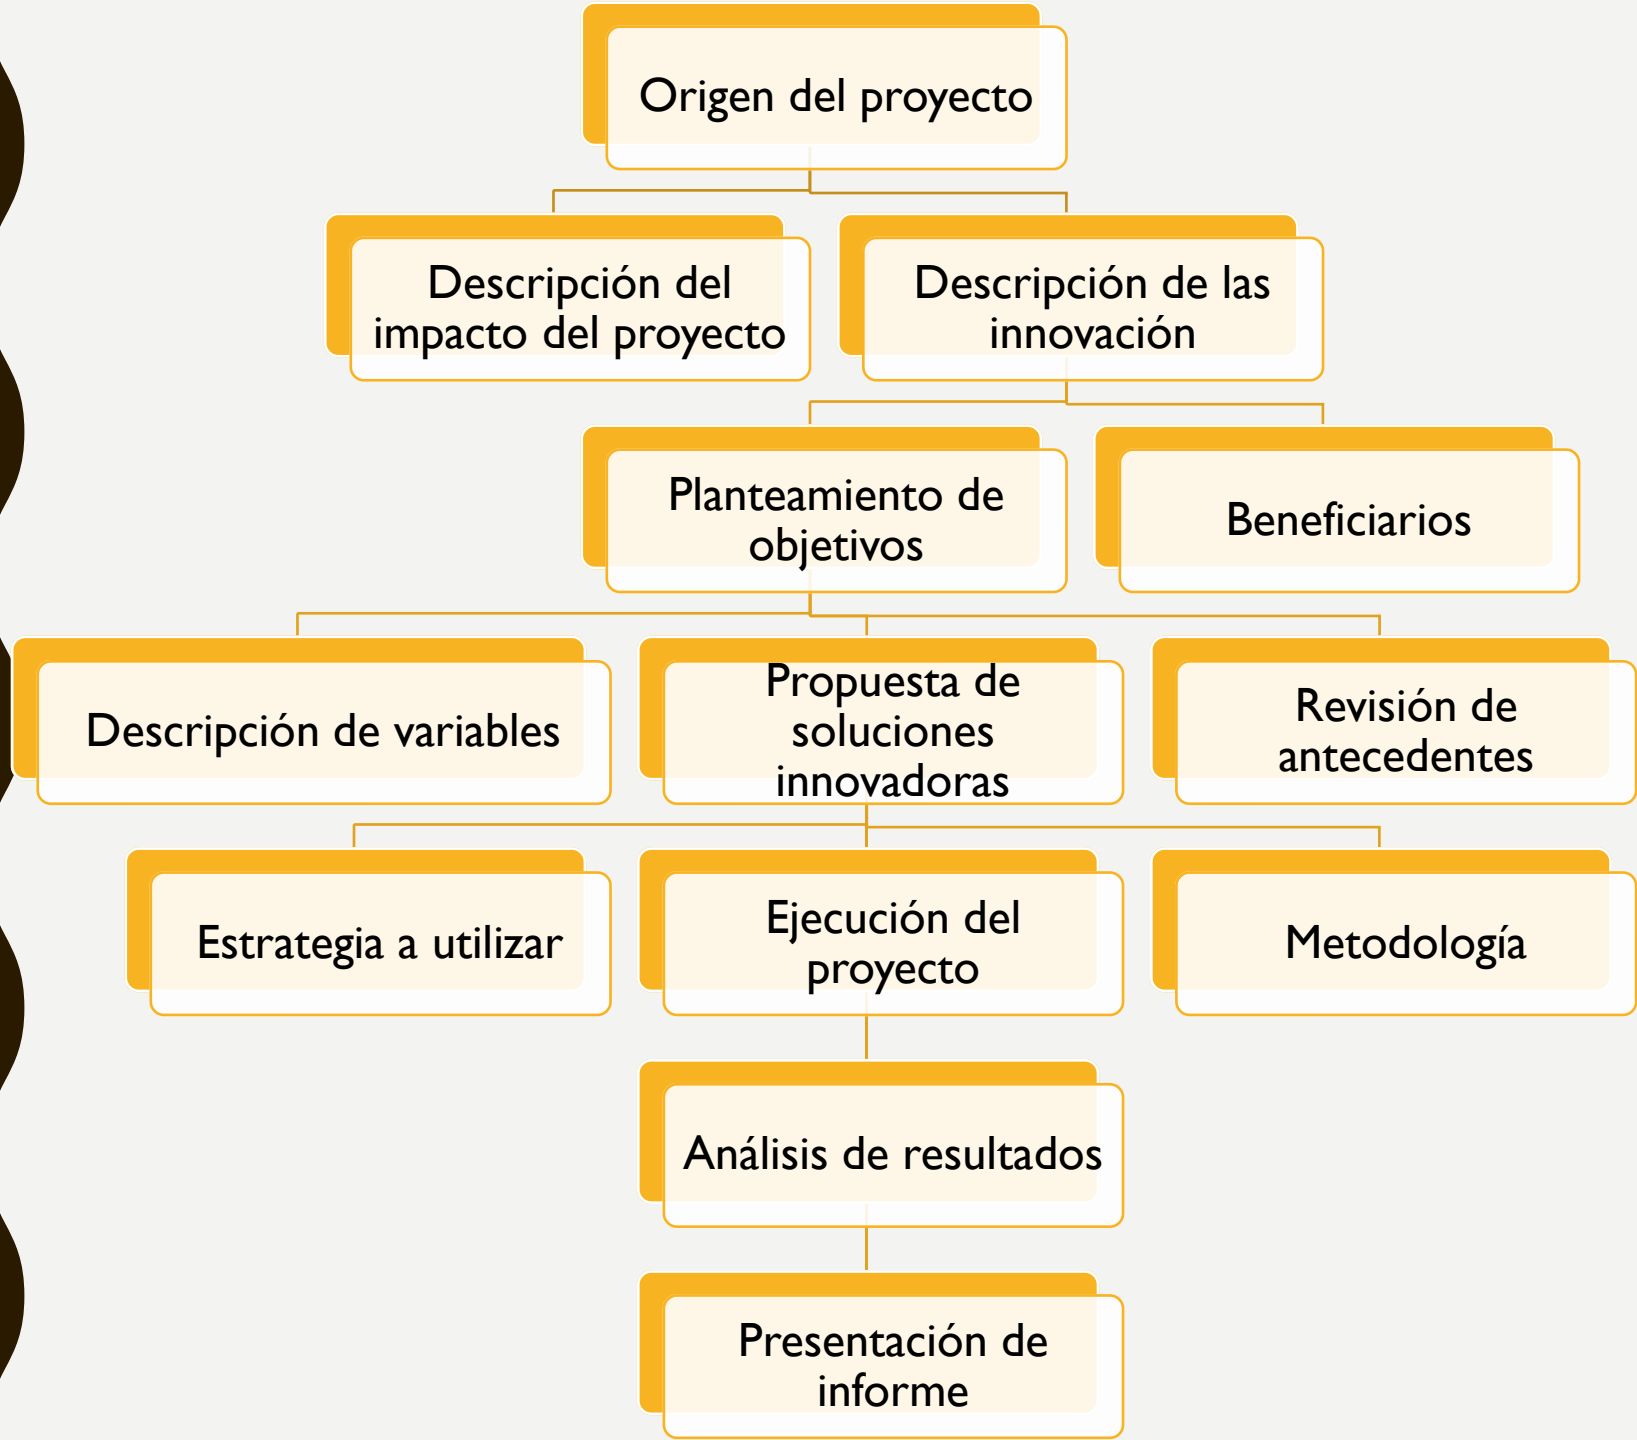 Origen del proyecto
Descripción del
impacto del proyecto
Descripción de las
innovación
Planteamiento de
objetivos
Beneficiarios
Descripción de variables
Propuesta de
soluciones
innovadoras
Revisión de
antecedentes
Estrategia a utilizar
Ejecución del
proyecto
Metodología
Análisis de resultados
Presentación de
informe